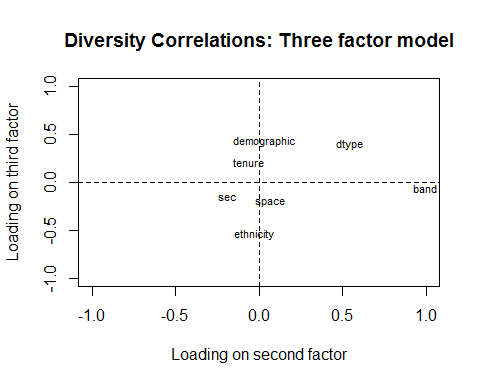 Diversity Correlations: Three factor model
Loading on third factor
1.0
0.5
0.0
-0.5
-1.0
demographic
dtype
tenure
band
sec
space
ethnicity
-1.0 -0.5 0.0 0.5 1.0
Loading on second factor